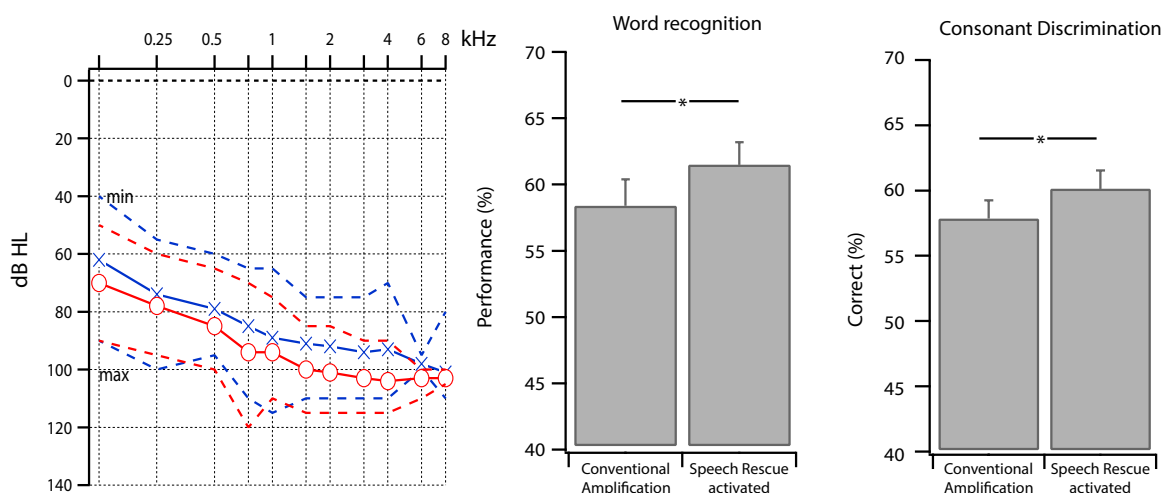 0.25 0.5 1 2 4 6 8 kHz
0
20
40
60
80
100
120
140
dB HL
min
max
Word recognition
70
65
60
55
50
45
40
Performance (%)
*
Conventional
Amplification
Speech Rescue
activated
Consonant Discrimination
70
65
60
55
50
45
40
Correct (%)
*
Conventional
Amplification
Speech Rescue
activated